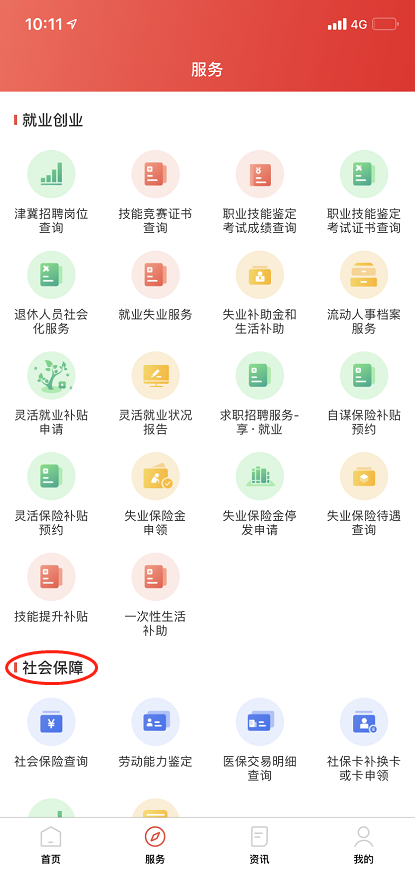 10:11
4G
服务
就业创业
津冀招聘岗位
查询
技能竞赛证书
查询
职业技能鉴定
考试成绩查询
职业技能鉴定
考试证书查询
退休人员社会
化服务
就业失业服务
失业补助金和
生活补助
流动人事档案
服务
灵活就业补贴
申请
灵活就业状况
报告
求职招聘服务-
享·就业
自谋保险补贴
预约
灵活保险补贴
预约
失业保险金
申领
失业保险金停
发申请
失业保险待遇
查询
技能提升补贴
一次性生活
补助
社会保障
社会保险查询
劳动能力鉴定
医保交易明细
查询
社保卡补换卡
或卡申领
首页
服务
资讯
我的